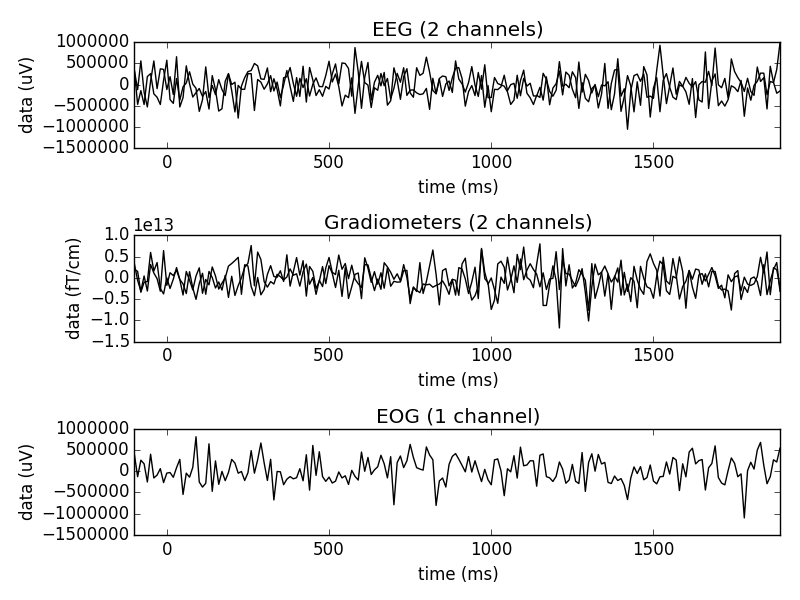 EEG (2 channels)
1000000
500000
0
−500000
−1000000
−1500000
data (uV)
0 500 1000 1500
time (ms)
Gradiometers (2 channels)
1e13
1.0
0.5
0.0
−0.5
−1.0
−1.5
data (fT/cm)
0 500 1000 1500
time (ms)
EOG (1 channel)
1000000
500000
0
−500000
−1000000
−1500000
data (uV)
0 500 1000 1500
time (ms)